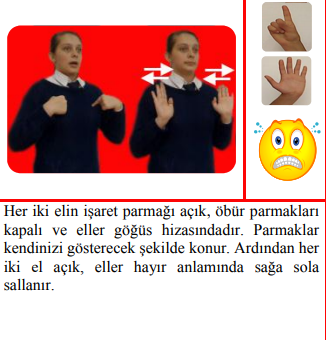 Her iki elin işaret parmağı açık, öbür parmakları
kapalı ve eller göğüs hizasındadır. Parmaklar
kendinizi gösterecek şekilde konur. Ardından her
iki el açık, eller hayır anlamında sağa sola
sallanır.